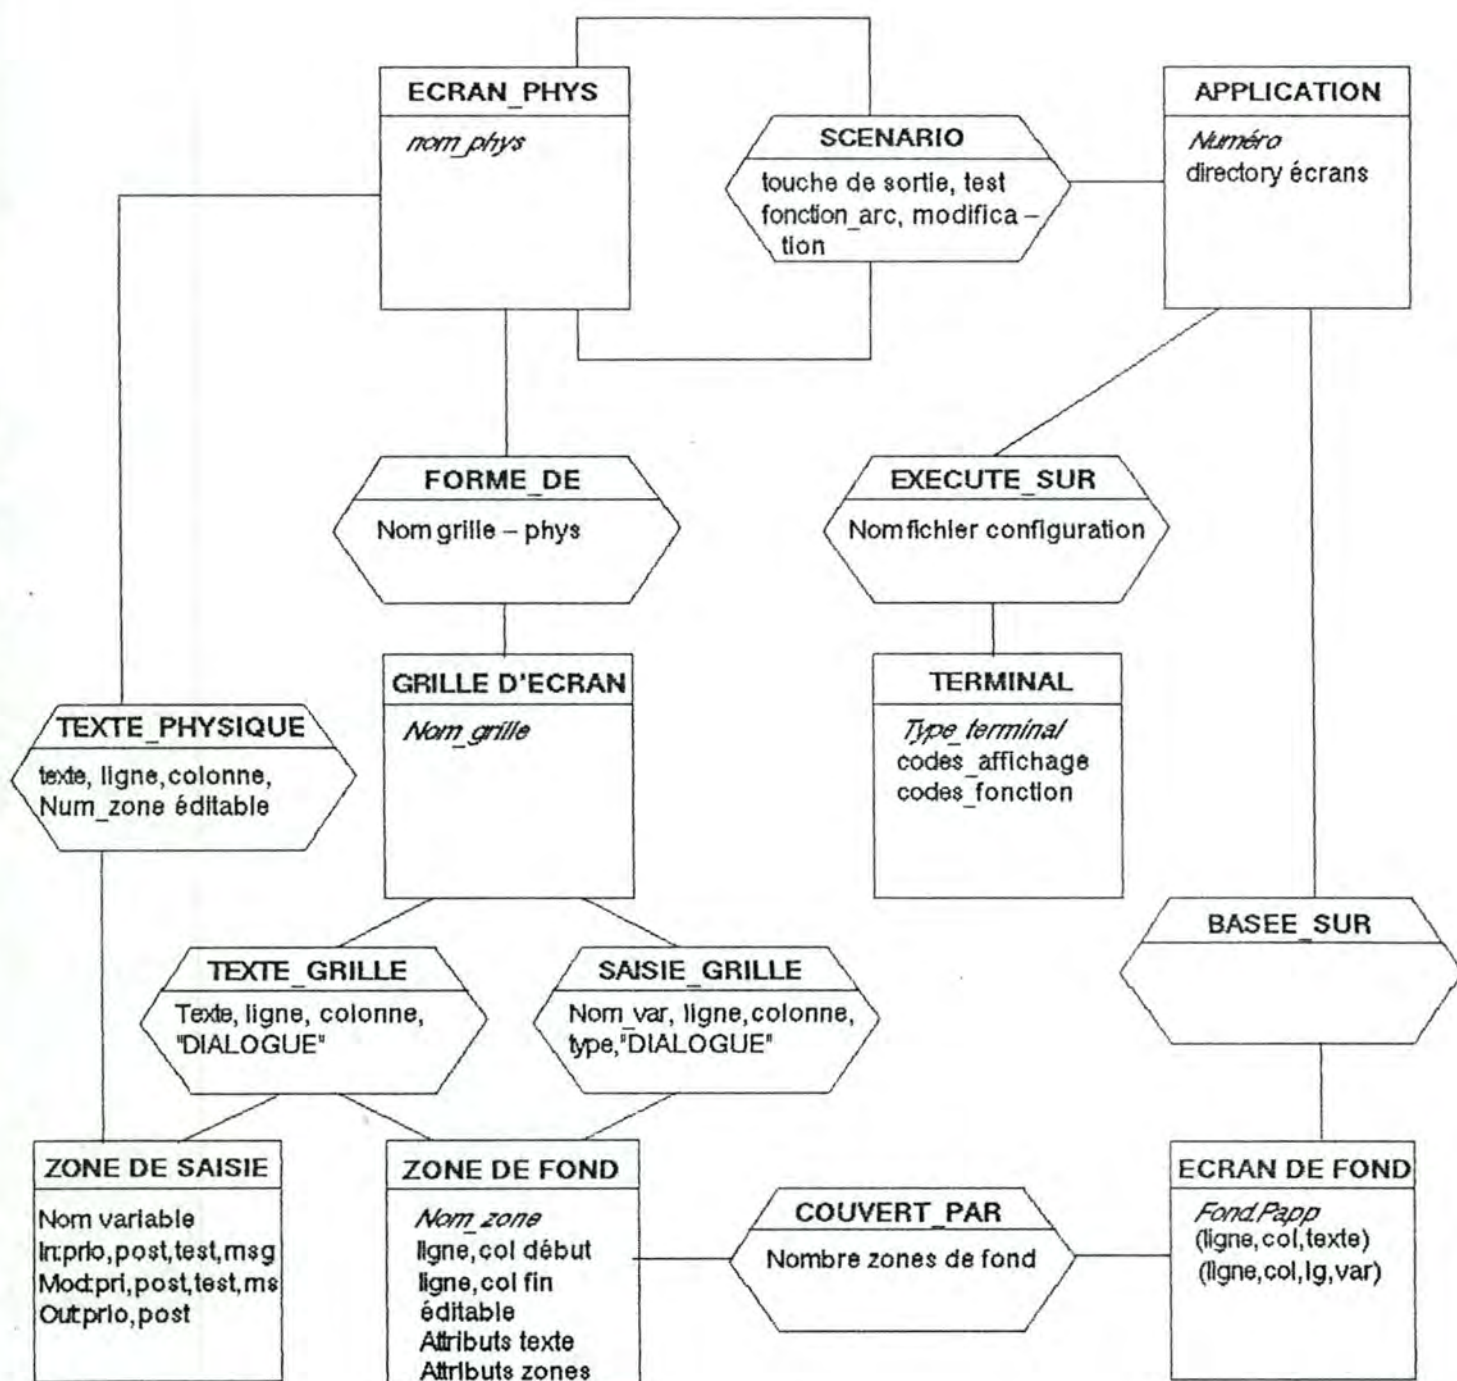 ECRAN_PHYS
nom_phys
SCENARIO
touche de sortie, test
fonction_arc, modifica –
tion
APPLICATION
Numéro
directory écrans
FORME_DE
Nom grille – phys
EXECUTE_SUR
Nom fichier configuration
GRILLE D'ECRAN
Nom_grille
TERMINAL
Type_terminal
codes_affichage
codes_fonction
TEXTE_PHYSIQUE
texte, ligne,colonne,
Num_zone éditable
BASEE_SUR
TEXTE_GRILLE
Texte, ligne, colonne,
"DIALOGUE"
SAISIE_GRILLE
Nom_var, ligne,colonne,
type,"DIALOGUE"
ZONE DE SAISIE
Nom variable
In:prio,post,test,msg
Mod:pri,post,test,ms
Out:prio,post
ZONE DE FOND
Nom_zone
ligne,col début
ligne,col fin
éditable
Attributs texte
Attributs zones
COUVERT_PAR
Nombre zones de fond
ECRAN DE FOND
Fond.Papp
(ligne,col,texte)
(ligne,col,lg,var)